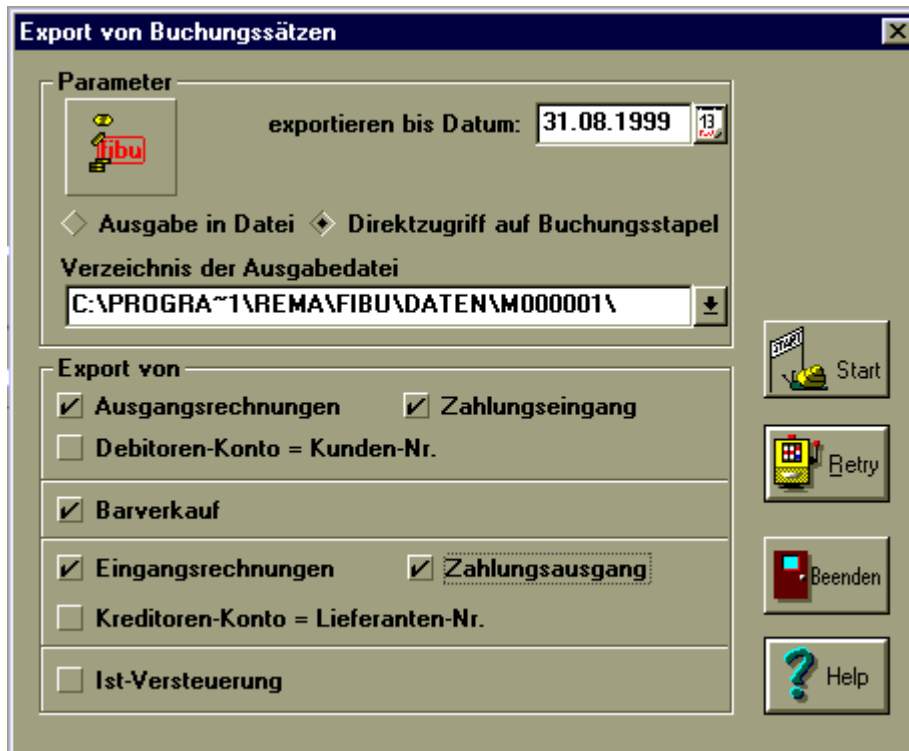 Export von Buchungssätzen
Parameter
fibu
exportieren bis Datum: 31.08.1999
13
Ausgabe in Datei Direktzugriff auf Buchungsstapel
Verzeichnis der Ausgabedatei
C:\PROGRA~1\REMA\FIBU\DATEN\M000001\
START
Start
Export von
Ausgangsrechnungen Zahlungseingang
Debitoren-Konto = Kunden-Nr.
Retry
Barverkauf
Eingangsrechnungen Zahlungsausgang
Beenden
Kreditoren-Konto = Lieferanten-Nr.
Ist-Versteuerung
Help